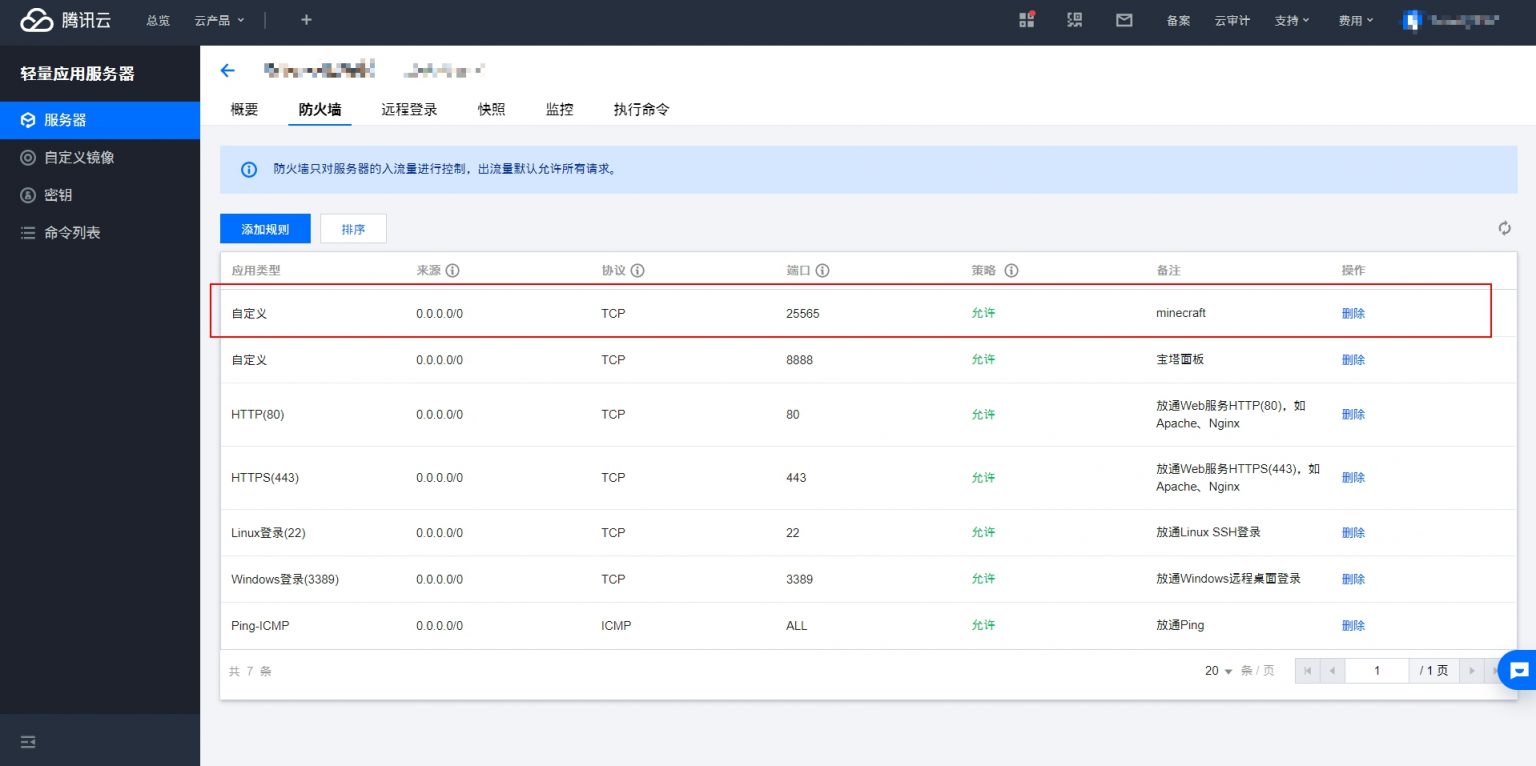 腾讯云 总览 云产品 + 备案 云审计 支持 费用
轻量应用服务器
服务器
自定义镜像
密钥
命令列表
概要 防火墙 远程登录 快照 监控 执行命令
防火墙只对服务器的入流量进行控制，出流量默认允许所有请求。
添加规则 排序
应用类型 来源 协议 端口 策略 备注 操作
自定义 0.0.0.0/0 TCP 25565 允许 minecraft 删除
自定义 0.0.0.0/0 TCP 8888 允许 宝塔面板 删除
HTTP(80) 0.0.0.0/0 TCP 80 允许 放通Web服务HTTP(80)，如
Apache、Nginx 删除
HTTPS(443) 0.0.0.0/0 TCP 443 允许 放通Web服务HTTPS(443)，如
Apache、Nginx 删除
Linux登录(22) 0.0.0.0/0 TCP 22 允许 放通Linux SSH登录 删除
Windows登录(3389) 0.0.0.0/0 TCP 3389 允许 放通Windows远程桌面登录 删除
Ping-ICMP 0.0.0.0/0 ICMP ALL 允许 放通Ping 删除
共 7 条 20 条 / 页 1 / 1 页